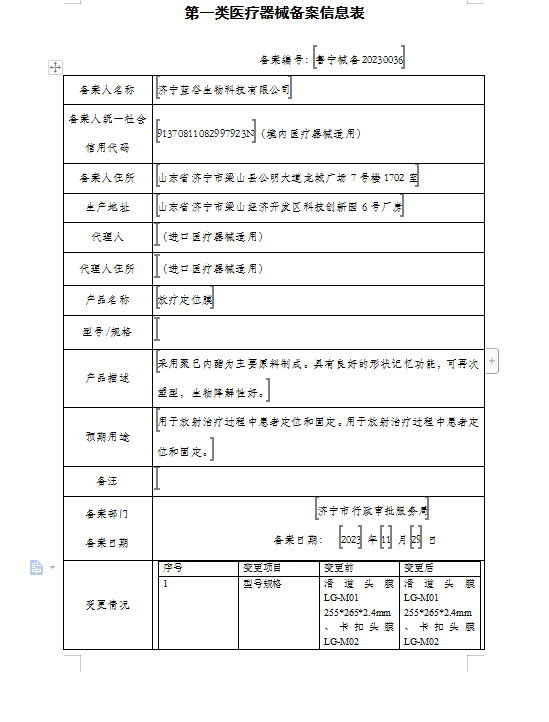 第一类医疗器械备案信息表
备案编号：鲁宁械备20230036
备案人名称 济宁蓝谷生物科技有限公司
备案人统一社会
信用代码
91370811082997923N（境内医疗器械适用）
备案人住所 山东省济宁市梁山县公明大道龙城广场7号楼1702室
生产地址 山东省济宁市梁山经济开发区科技创新园6号厂房
代理人 （进口医疗器械适用）
代理人住所 （进口医疗器械适用）
产品名称 放疗定位膜
型号/规格
产品描述
采用聚己内酯为主要原料制成。具有良好的形状记忆功能，可再次
塑型，生物降解性好。
预期用途
用于放射治疗过程中患者定位和固定。用于放射治疗过程中患者定
位和固定。
备注
备案部门
备案日期
济宁市行政审批服务局
备案日期： 2023 年 11 月 29 日
变更情况
序号 变更项目 变更前 变更后
1 型号规格
滑道头膜
LG-M01
255*265*2.4mm
、卡扣头膜
LG-M02
滑道头膜
LG-M01
255*265*2.4mm
、卡扣头膜
LG-M02